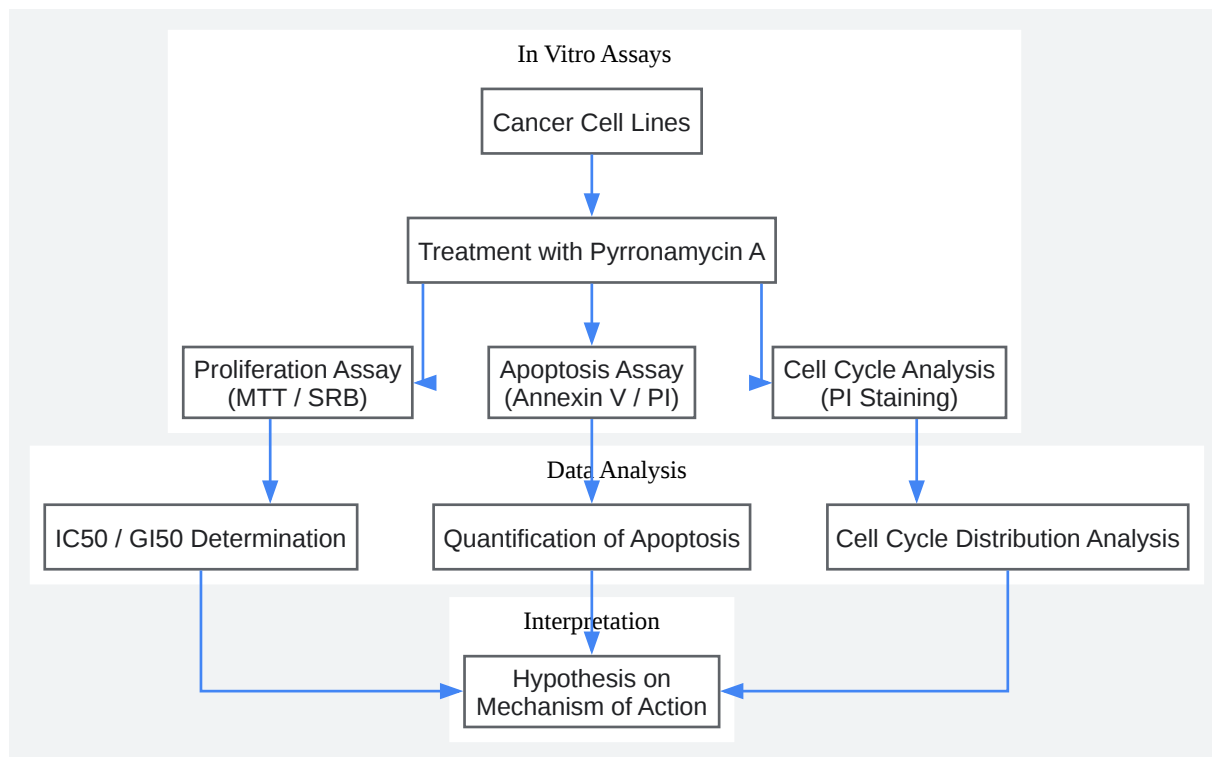 In Vitro Assays
Cancer Cell Lines
Treatment with Pyrronamycin A
Proliferation Assay
(MTT / SRB)
Apoptosis Assay
(Annexin V / PI)
Cell Cycle Analysis
(PI Staining)
Data Analysis
IC50 / GI50 Determination
Quantification of Apoptosis
Cell Cycle Distribution Analysis
Interpretation
Hypothesis on
Mechanism of Action